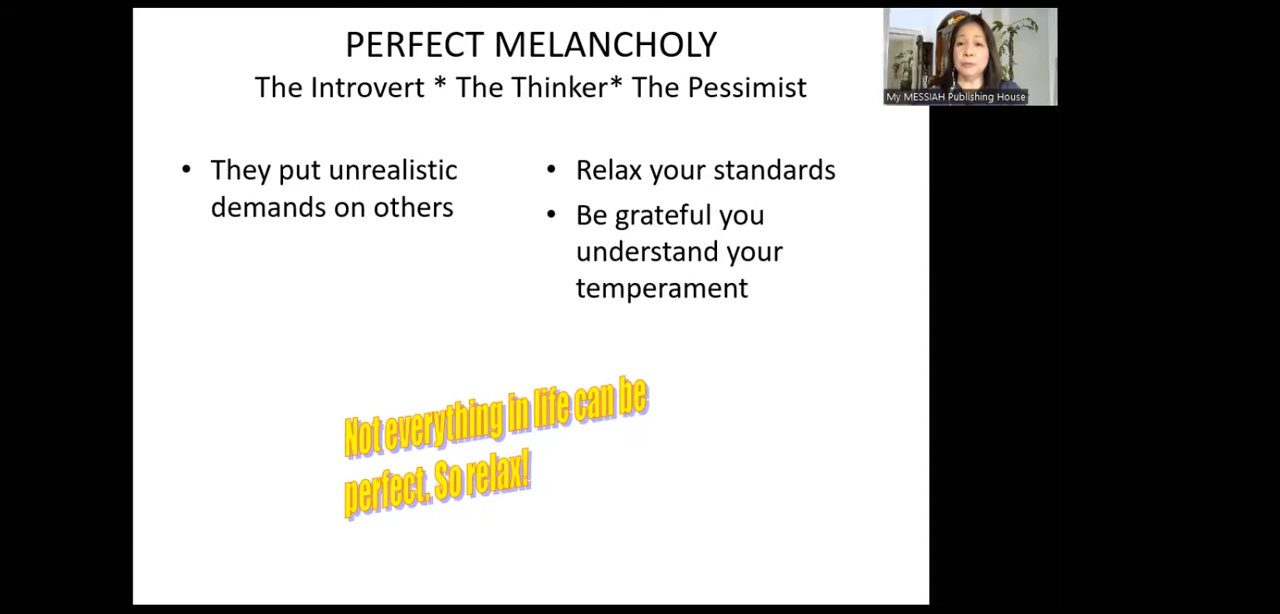 PERFECT MELANCHOLY
The Introvert * The Thinker* The Pessimist
My MESSIAH Publishing House
• They put unrealistic
demands on others
• Relax your standards
• Be grateful you
understand your
temperament
Not everything in life can be
perfect. So relax!